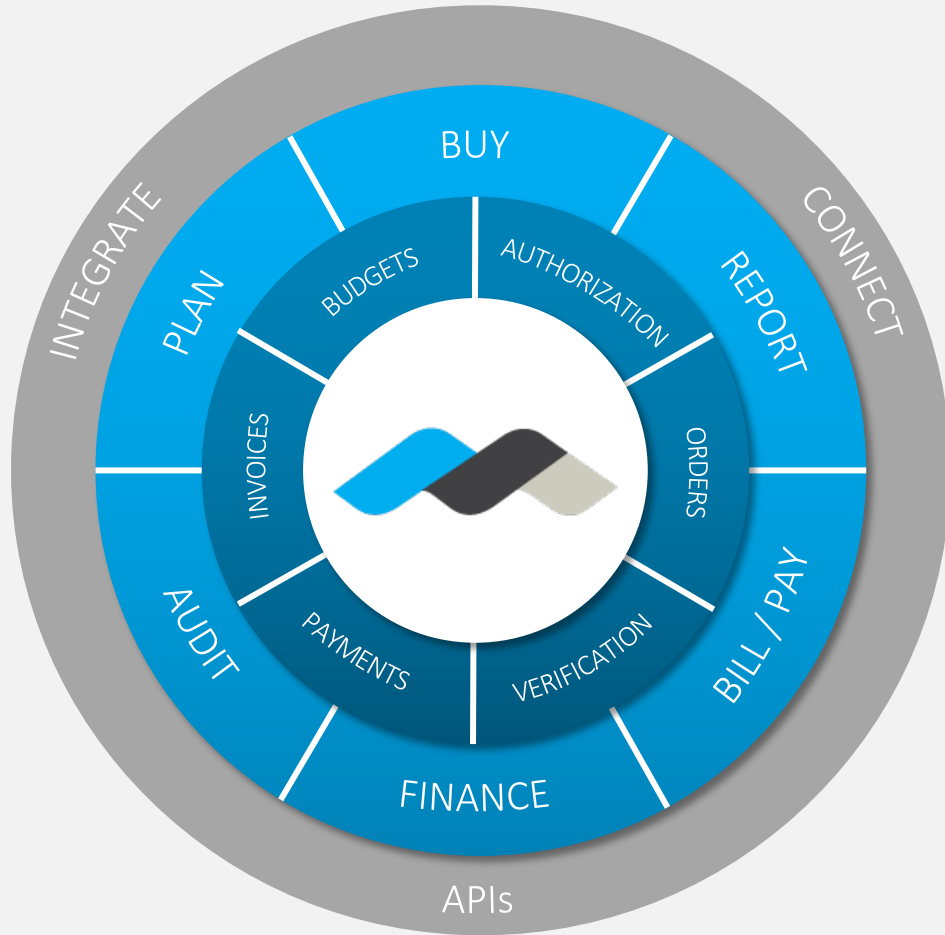 INTEGRATE
CONNECT
APIs
BUY
REPORT
BILL / PAY
FINANCE
AUDIT
PLAN
BUDGETS
AUTHORIZATION
ORDERS
VERIFICATION
PAYMENTS
INVOICES